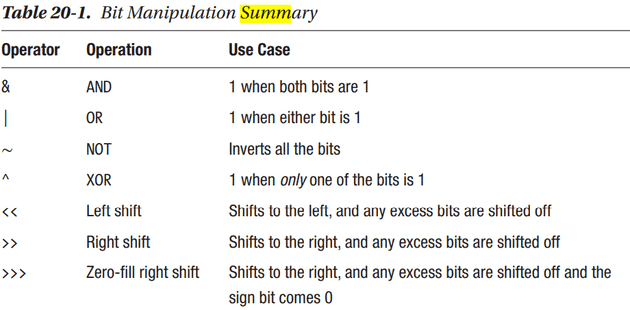 Table 20-1. Bit Manipulation Summary
Operator Operation Use Case
& AND 1 when both bits are 1
| OR 1 when either bit is 1
~ NOT Inverts all the bits
^ XOR 1 when only one of the bits is 1
<< Left shift Shifts to the left, and any excess bits are shifted off
>> Right shift Shifts to the right, and any excess bits are shifted off
>>> Zero-fill right shift Shifts to the right, and any excess bits are shifted off and the
sign bit comes 0